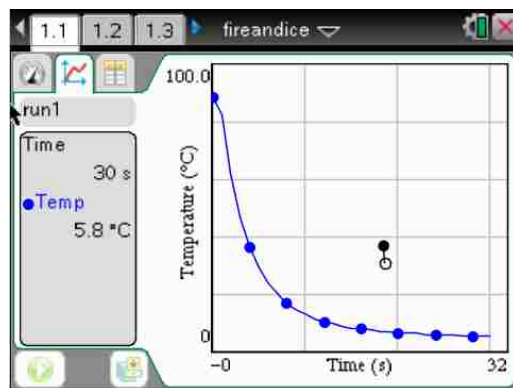 1.1 1.2 1.3 fireandice
run1
Time
30 s
Temp
5.8 °C
100.0
Temperature (°C)
0
-0 Time (s) 32